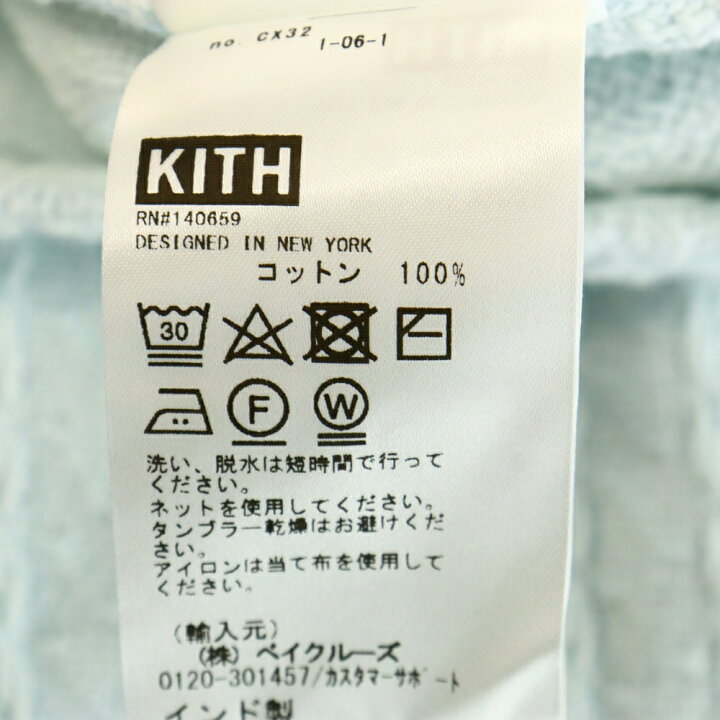 no. CX32 1-06-1
KITH
RN#140659
DESIGNED IN NEW YORK
コットン 100%
30
F W
洗い、脱水は短時間で行って
ください。
ネットを使用してください。
タンブラー乾燥はお避けくだ
さい。
アイロンは当て布を使用して
ください。
(輸入元)
(株) ベイクルーズ
0120-301457/カスタマーサポート
インド製